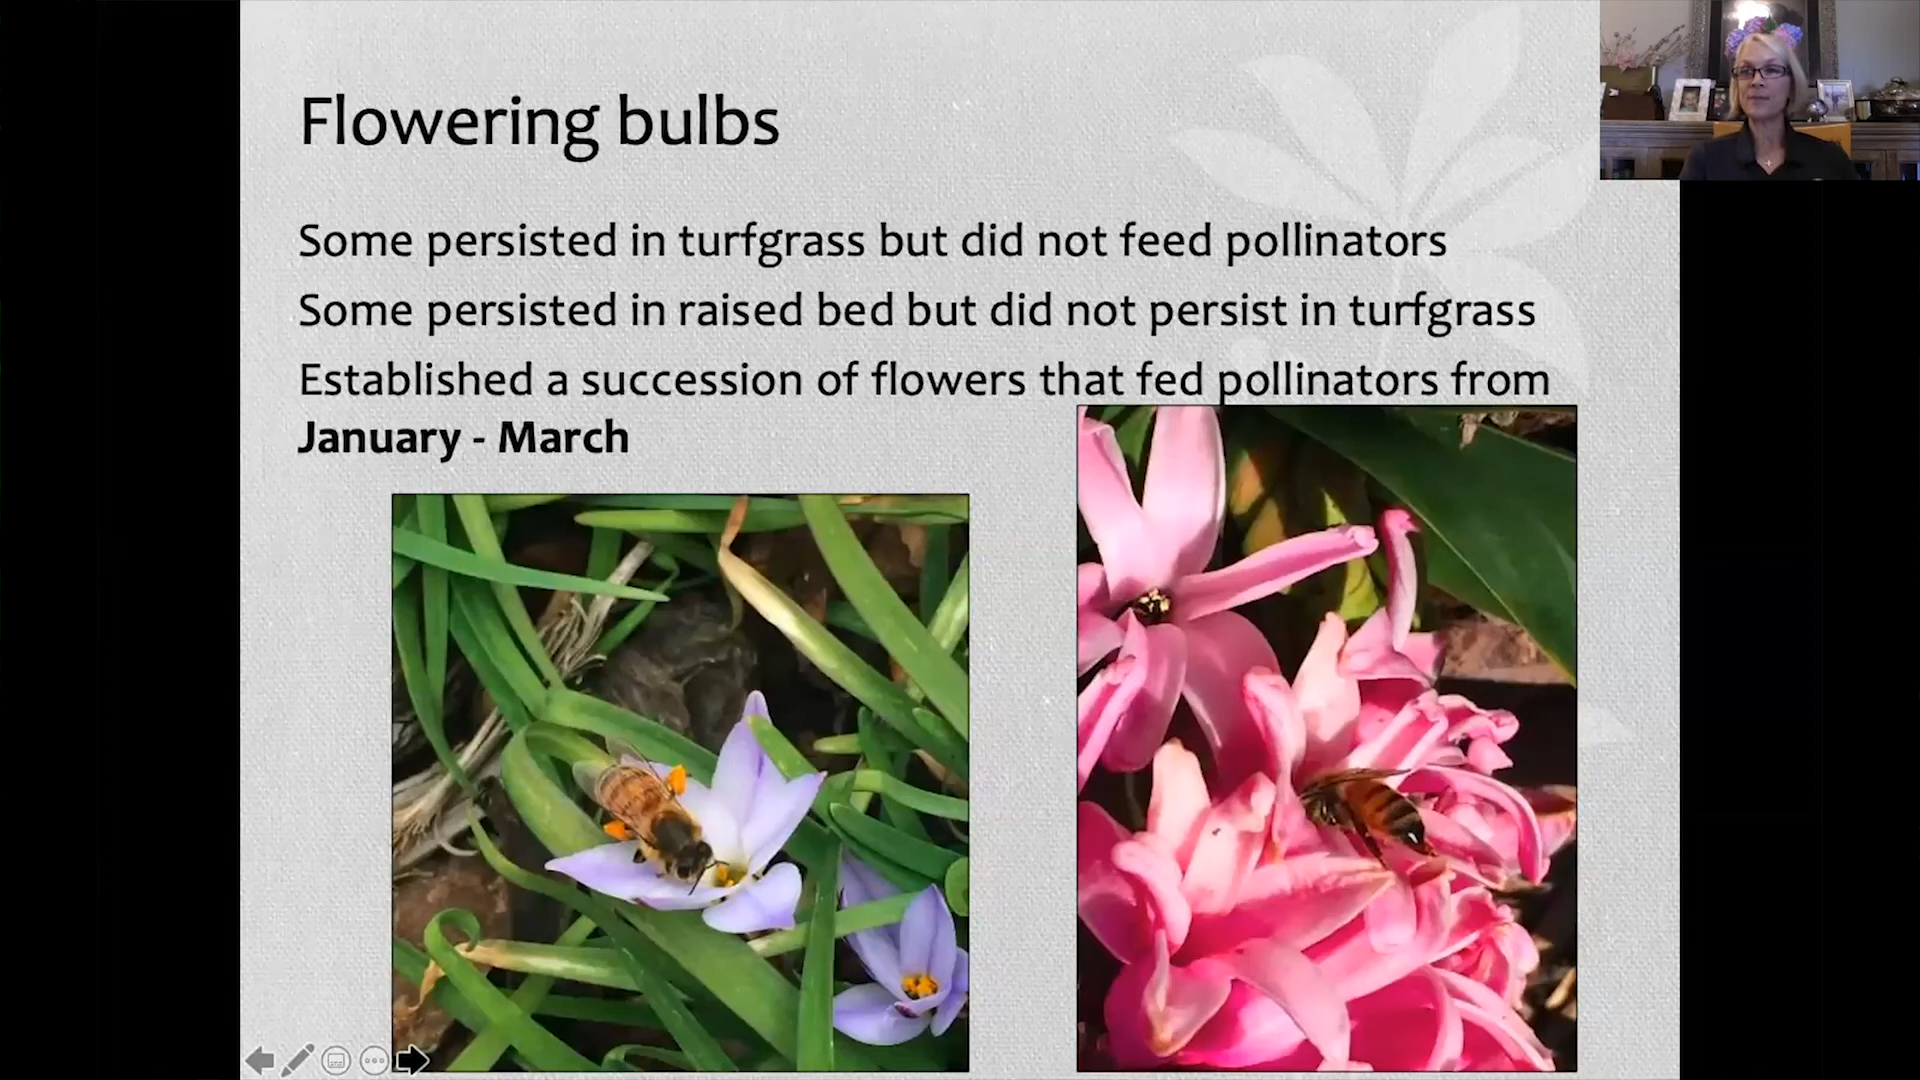 Flowering bulbs
Some persisted in turfgrass but did not feed pollinators
Some persisted in raised bed but did not persist in turfgrass
Established a succession of flowers that fed pollinators from
January - March